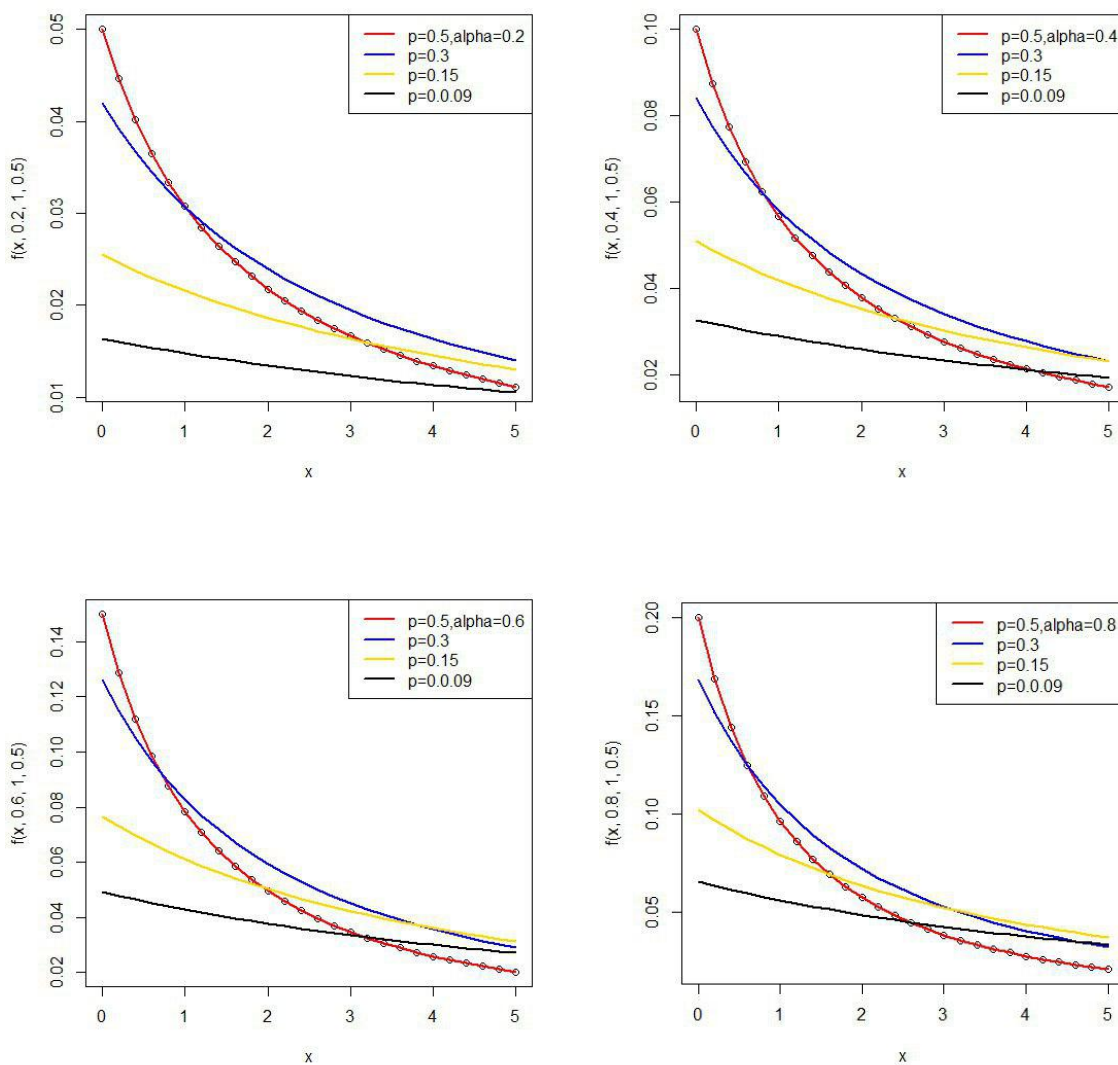 p=0.5,alpha=0.2
p=0.3
p=0.15
p=0.0.09
0.05
0.04
0.03
0.02
0.01
f(x, 0.2, 1, 0.5)
0 1 2 3 4 5
x
p=0.5,alpha=0.4
p=0.3
p=0.15
p=0.0.09
0.10
0.08
0.06
0.04
0.02
f(x, 0.4, 1, 0.5)
0 1 2 3 4 5
x
p=0.5,alpha=0.6
p=0.3
p=0.15
p=0.0.09
0.14
0.12
0.10
0.08
0.06
0.04
0.02
f(x, 0.6, 1, 0.5)
0 1 2 3 4 5
x
p=0.5,alpha=0.8
p=0.3
p=0.15
p=0.0.09
0.20
0.15
0.10
0.05
f(x, 0.8, 1, 0.5)
0 1 2 3 4 5
x